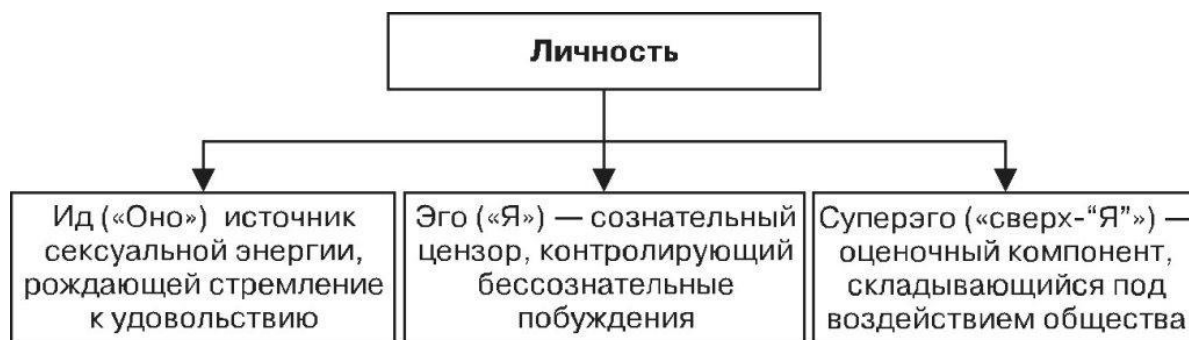 Личность
Ид («Оно») источник
сексуальной энергии,
рождающей стремление
к удовольствию
Эго («Я») — сознательный
цензор, контролирующий
бессознательные
побуждения
Суперэго («сверх-“Я”») —
оценочный компонент,
складывающийся под
воздействием общества